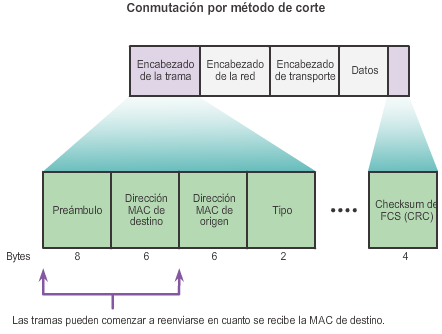 Conmutación por método de corte
Encabezado de la trama
Encabezado de la red
Encabezado de transporte
Datos
Preámbulo
Dirección MAC de destino
Dirección MAC de origen
Tipo
Checksum de FCS (CRC)
Bytes 8 6 6 2 4
Las tramas pueden comenzar a reenviarse en cuanto se recibe la MAC de destino.